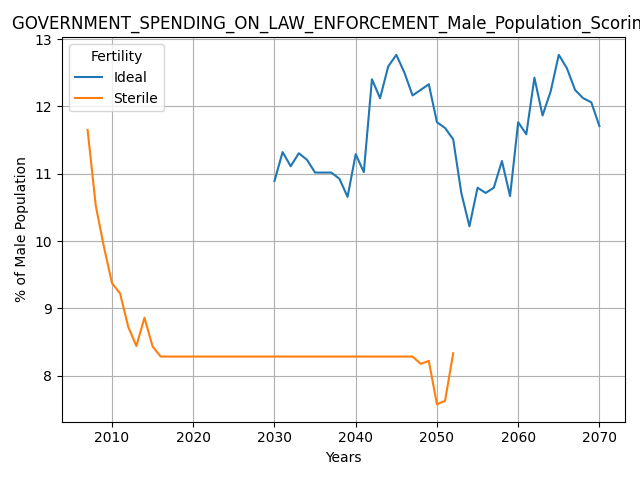 GOVERNMENT_SPENDING_ON_LAW_ENFORCEMENT_Male_Population_Scorin
Fertility
Ideal
Sterile
13
12
11
10
9
8
% of Male Population
2010 2020 2030 2040 2050 2060 2070
Years